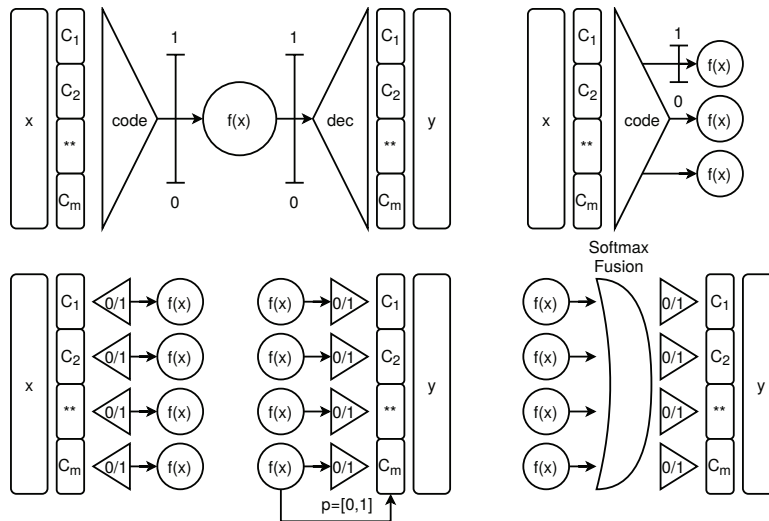 x
C1
C2
**
Cm
code
1
0
f(x)
1
0
dec
C1
C2
**
Cm
y
x
C1
C2
**
Cm
code
1
0
f(x)
f(x)
f(x)
x
C1
C2
**
Cm
0/1
0/1
0/1
0/1
f(x)
f(x)
f(x)
f(x)
f(x)
f(x)
f(x)
f(x)
0/1
0/1
0/1
0/1
C1
C2
**
Cm
y
p=[0,1]
Softmax
Fusion
f(x)
f(x)
f(x)
f(x)
0/1
0/1
0/1
0/1
C1
C2
**
Cm
y